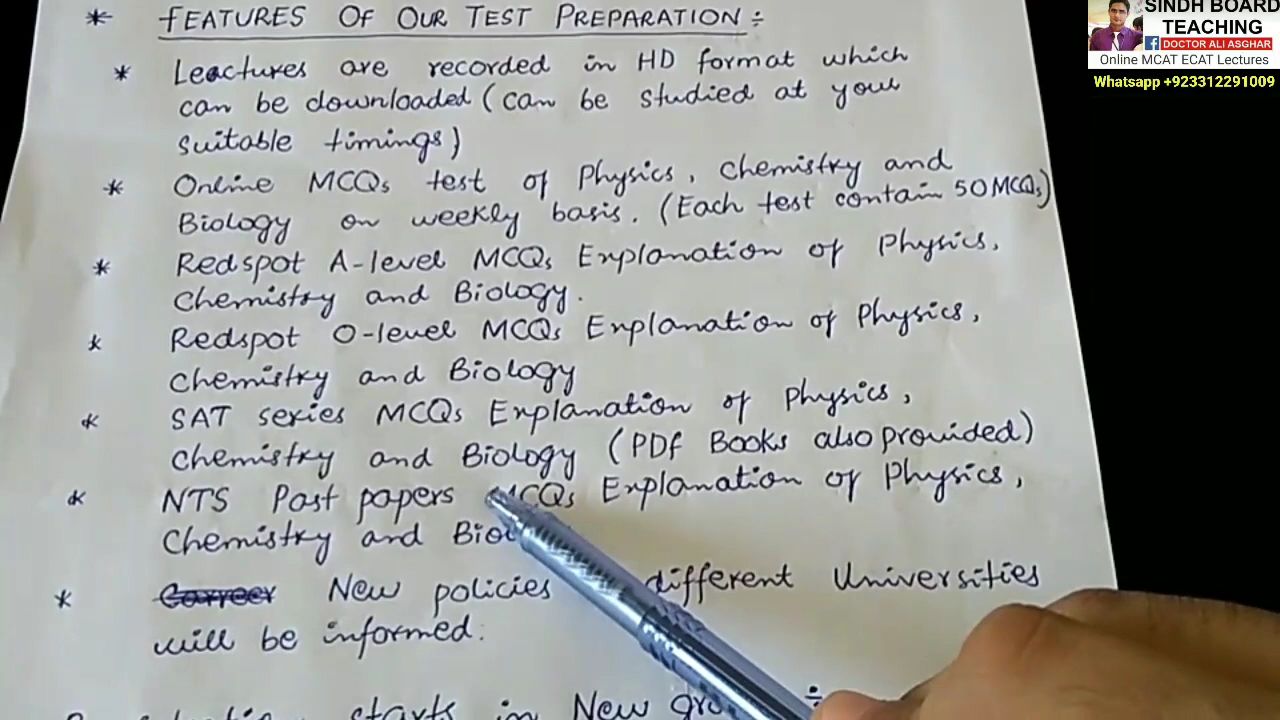 SINDH BOARD
TEACHING
DOCTOR ALI ASGHAR
Online MCAT ECAT Lectures
Whatsapp +923312291009
* FEATURES OF OUR TEST PREPARATION ÷
* Leactures are recorded in HD format which
can be downloaded (can be studied at your
suitable timings)
* Online MCQs test of Physics, Chemistry and
Biology on weekly basis. (Each test contain 50 MCQs)
* Redspot A-level MCQs Explanation of Physics,
Chemistry and Biology.
* Redspot O-level MCQs Explanation of Physics,
Chemistry and Biology
* SAT series MCQs Explanation of Physics,
Chemistry and Biology (PDF Books also provided)
* NTS Past papers MCQs Explanation of Physics,
Chemistry and
* Carreer New policies different Universities
will be informed.
starts in New